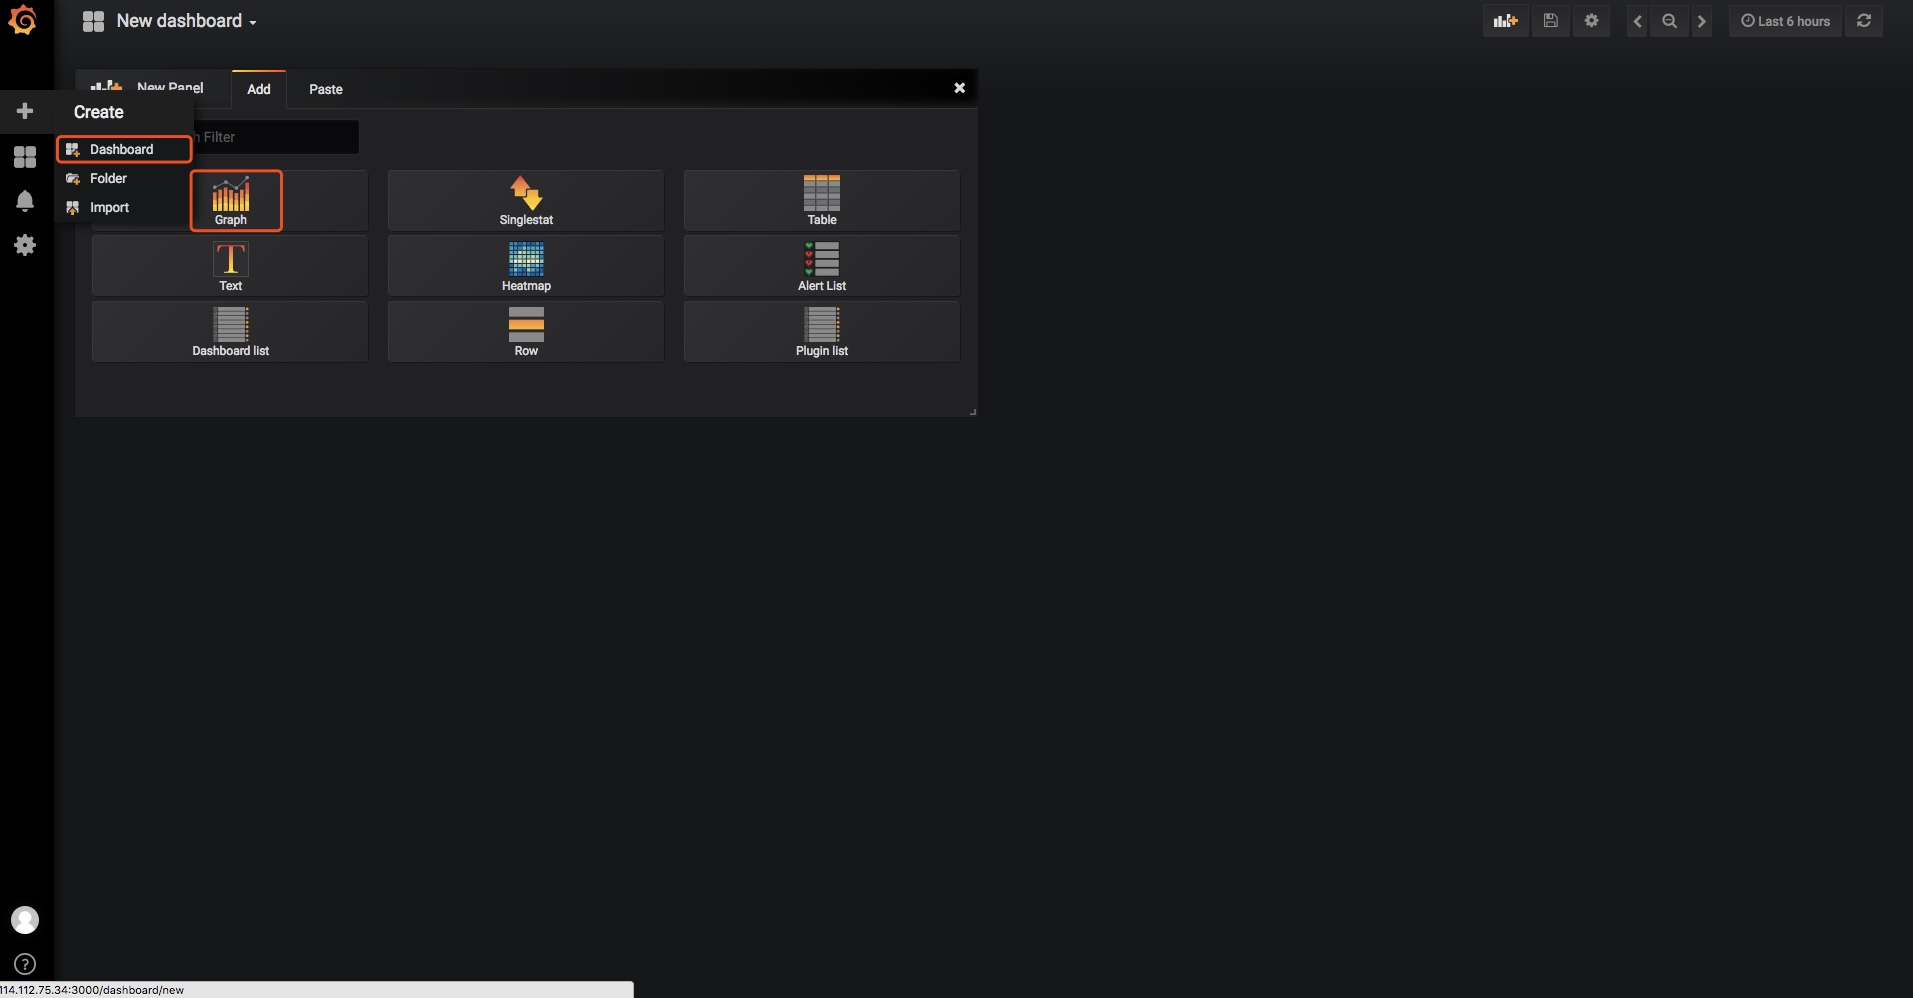 New dashboard
Last 6 hours
New Panel
Add
Paste
Create
Filter
Dashboard
Folder
Import
Graph
Singlestat
Table
Text
Heatmap
Alert List
Dashboard list
Row
Plugin list
?
114.112.75.34:3000/dashboard/new